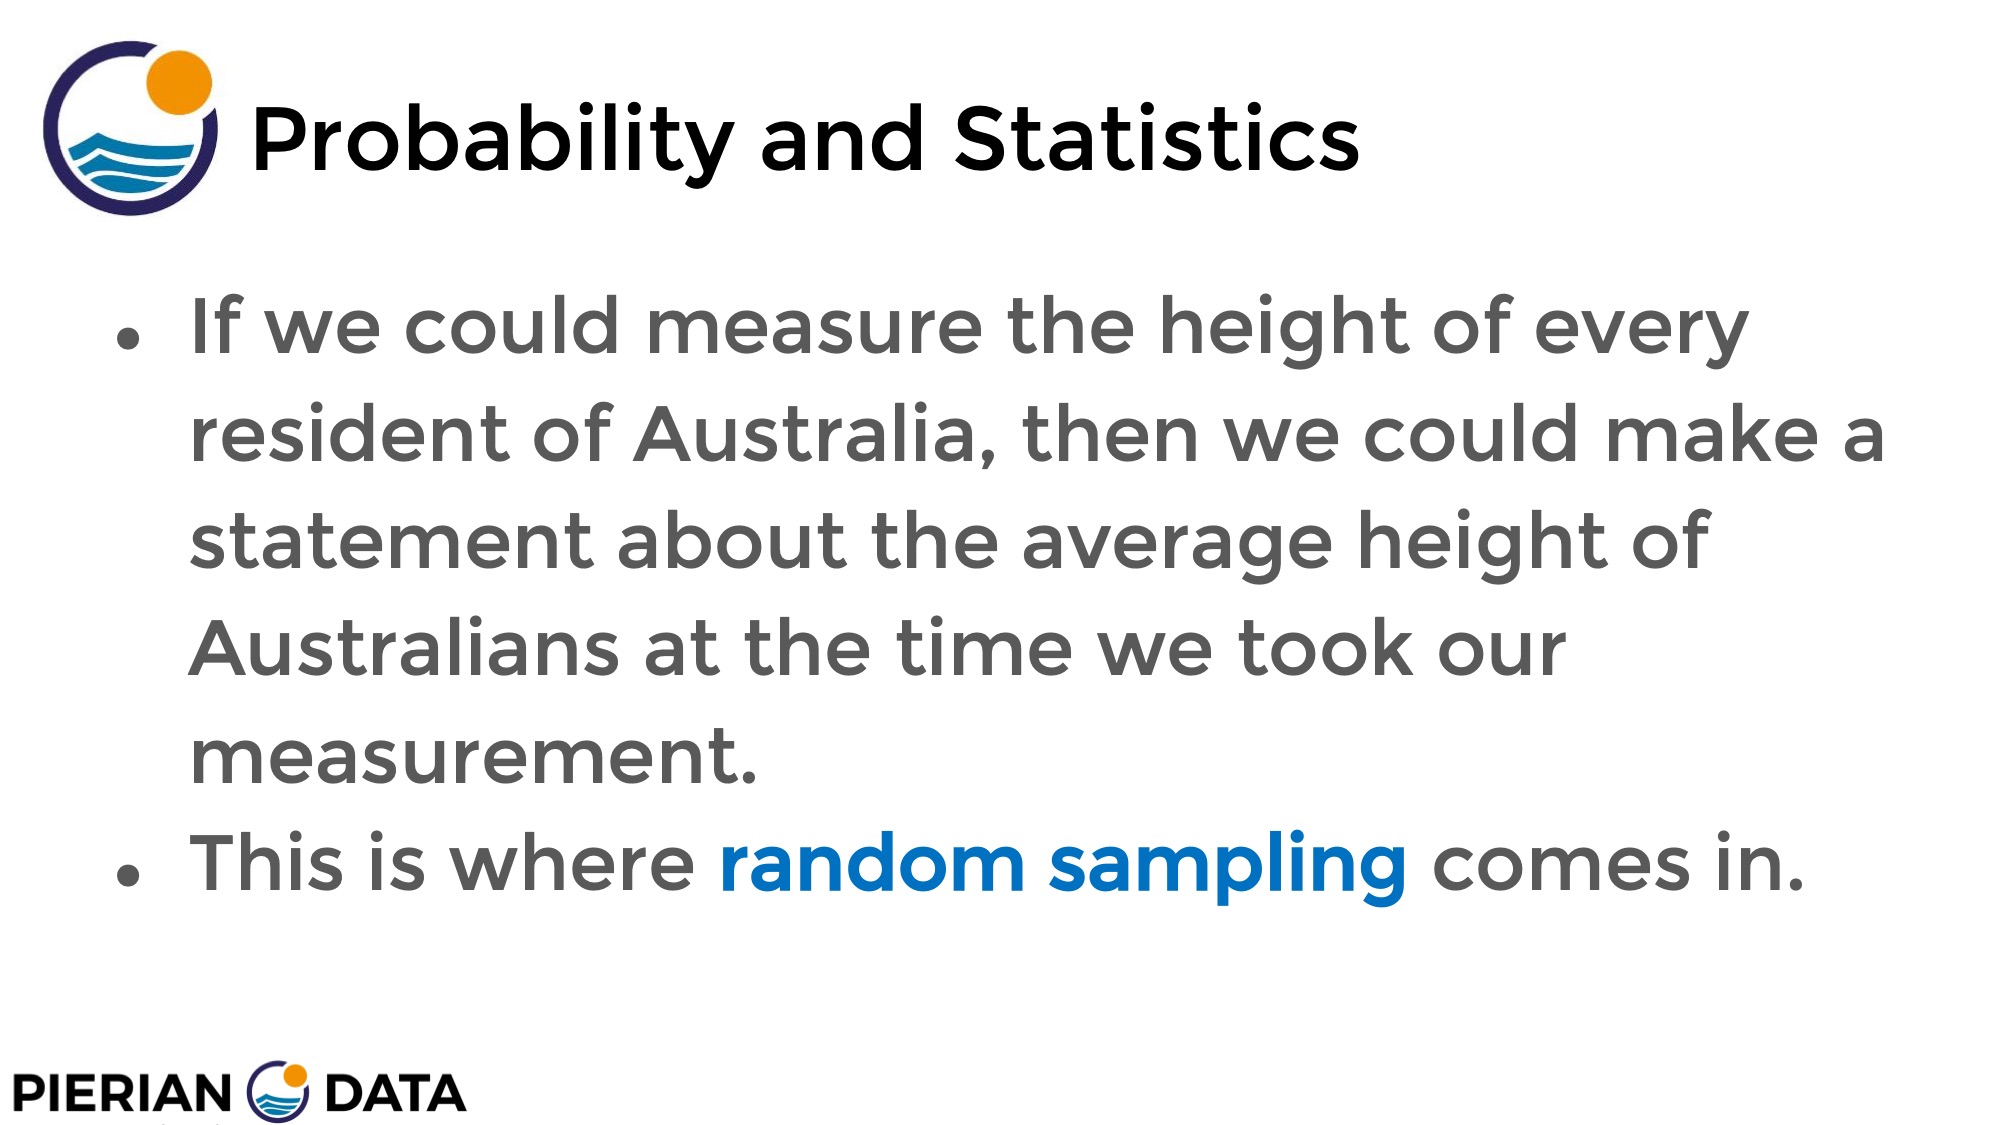 Probability and Statistics
● If we could measure the height of every
resident of Australia, then we could make a
statement about the average height of
Australians at the time we took our
measurement.
● This is where random sampling comes in.
PIERIAN DATA